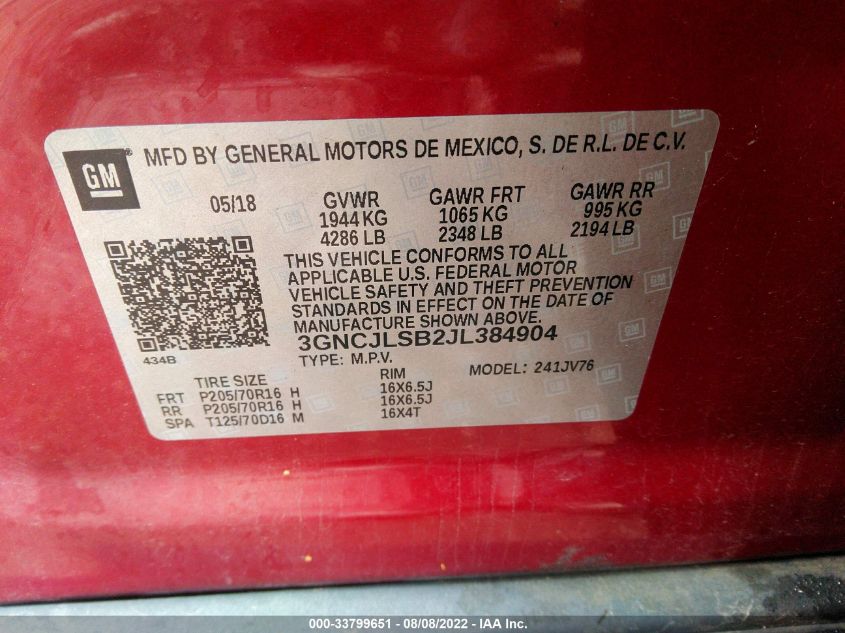 GM
MFD BY GENERAL MOTORS DE MEXICO, S. DE R.L. DE C.V.
05/18 GVWR GAWR FRT GAWR RR
1944 KG 1065 KG 995 KG
4286 LB 2348 LB 2194 LB
THIS VEHICLE CONFORMS TO ALL
APPLICABLE U.S. FEDERAL MOTOR
VEHICLE SAFETY AND THEFT PREVENTION
STANDARDS IN EFFECT ON THE DATE OF
MANUFACTURE SHOWN ABOVE.
3GNCJLSB2JL384904
434B
TYPE: M.P.V. MODEL: 241JV76
TIRE SIZE RIM
FRT P205/70R16 H 16X6.5J
RR P205/70R16 H 16X6.5J
SPA T125/70D16 M 16X4T
000-33799651 - 08/08/2022 - IAA Inc.